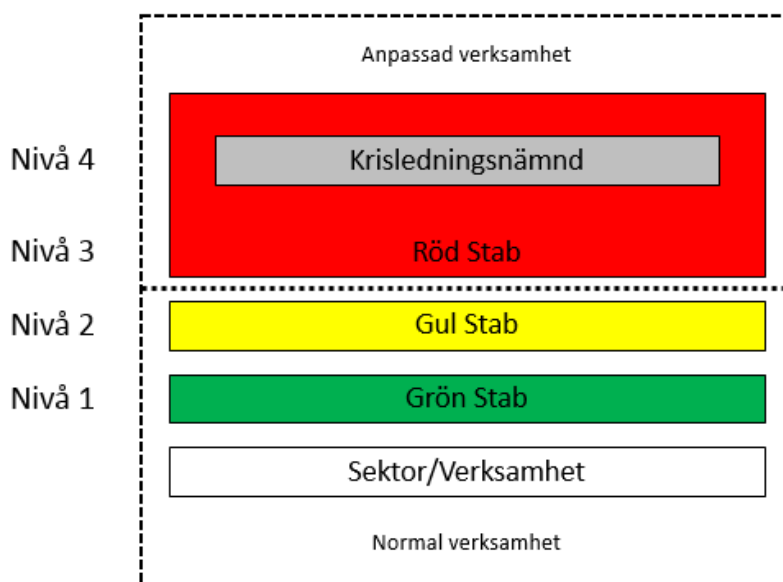 Anpassad verksamhet
Nivå 4
Krisledningsnämnd
Nivå 3
Röd Stab
Nivå 2
Gul Stab
Nivå 1
Grön Stab
Sektor/Verksamhet
Normal verksamhet